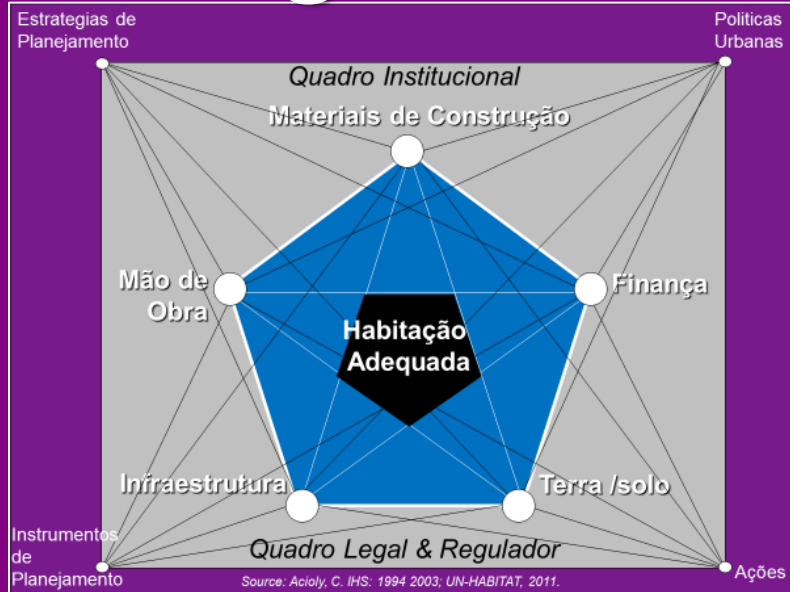 Estrategias de
Planejamento
Politicas
Urbanas
Quadro Institucional
Materiais de Construção
Mão de
Obra
Finança
Habitação
Adequada
Infraestrutura
Terra /solo
Instrumentos
de
Planejamento
Quadro Legal & Regulador
Ações
Source: Acioly, C. IHS: 1994 2003; UN-HABITAT, 2011.